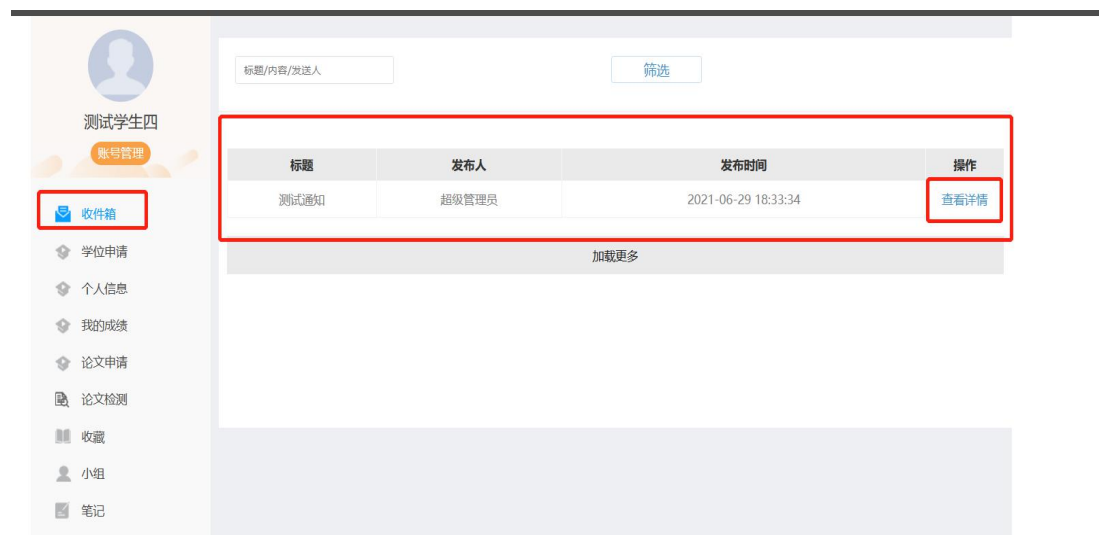 测试学生四
账号管理
收件箱
学位申请
个人信息
我的成绩
论文申请
论文检测
收藏
小组
笔记
标题/内容/发送人 筛选
标题 发布人 发布时间 操作
测试通知 超级管理员 2021-06-29 18:33:34 查看详情
加载更多